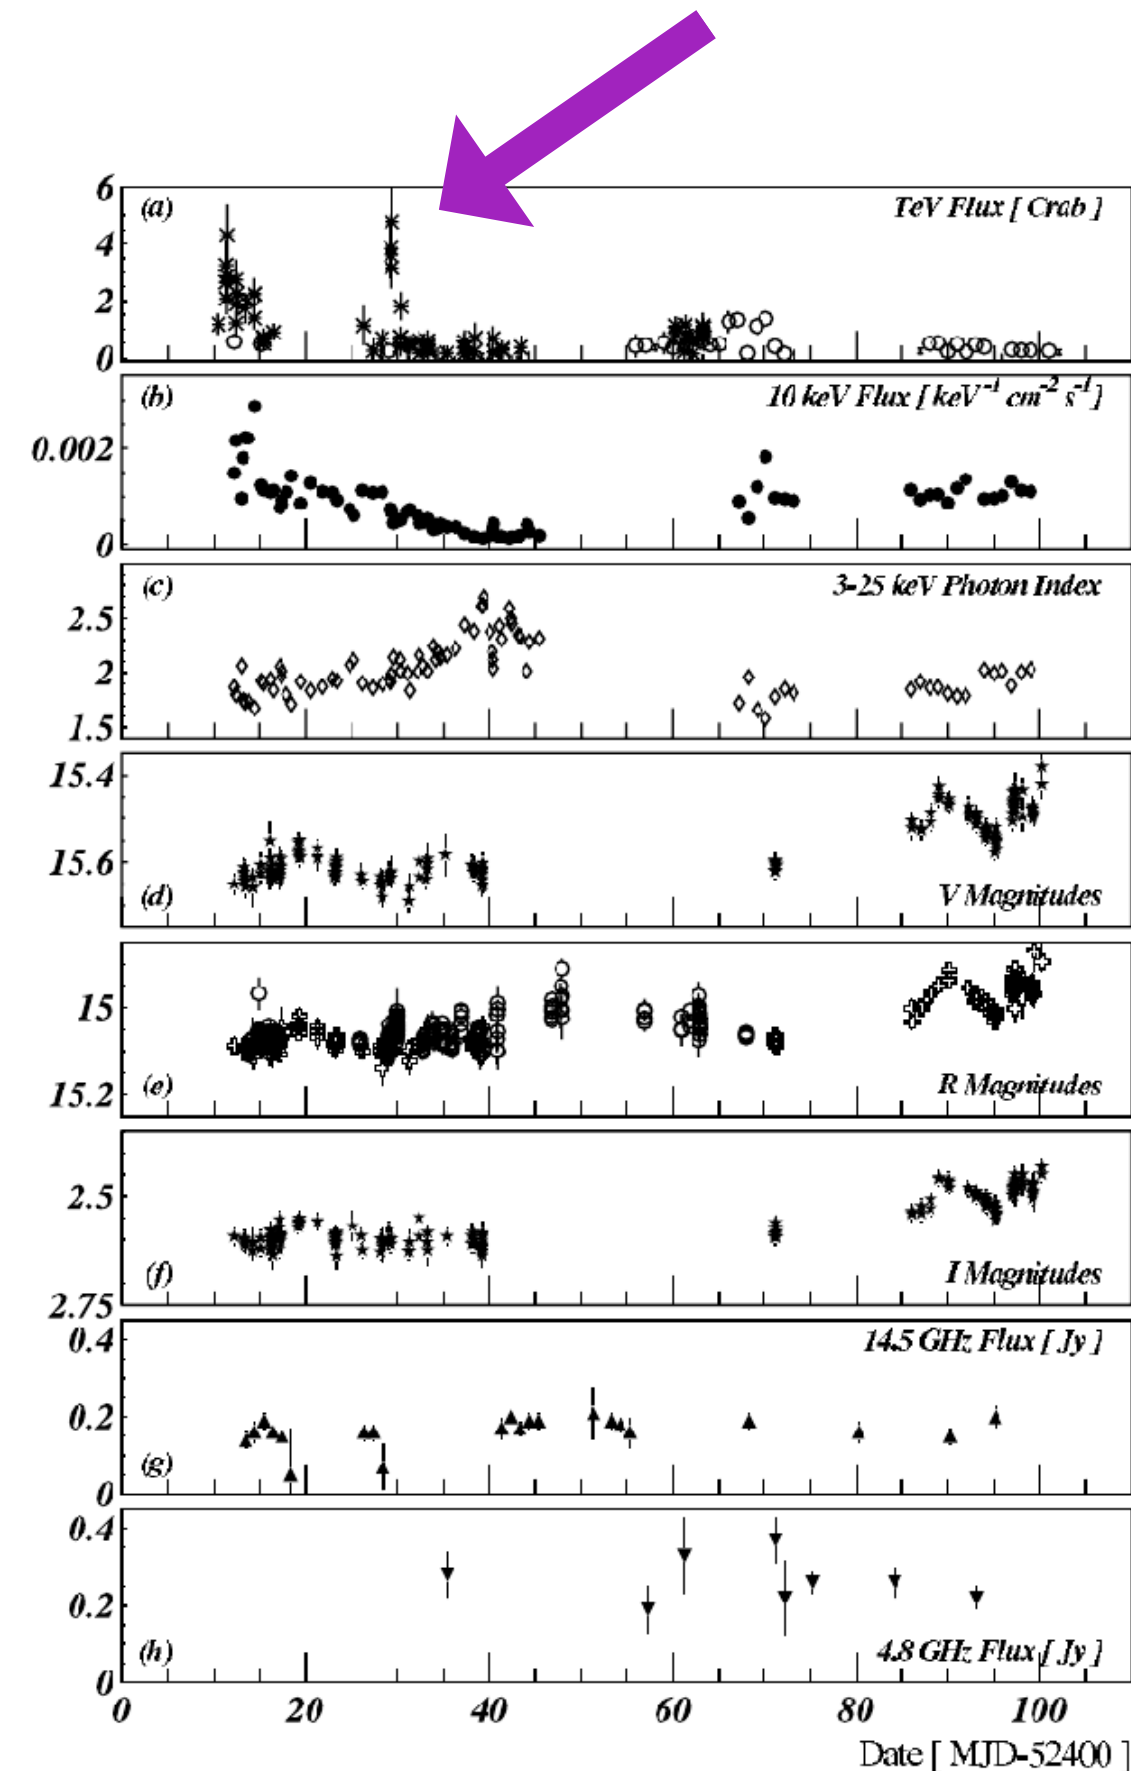 6
(a)
TeV Flux [ Crab ]
4
2
0
(b)
10 keV Flux [ keV⁻¹ cm⁻² s⁻¹]
0.002
0
(c)
3-25 keV Photon Index
2.5
2
1.5
15.4
15.6
(d)
V Magnitudes
15
15.2
(e)
R Magnitudes
2.5
(f)
I Magnitudes
2.75
0.4
14.5 GHz Flux [ Jy ]
0.2
(g)
0
0.4
0.2
(h)
4.8 GHz Flux [ Jy ]
0
0 20 40 60 80 100
Date [ MJD-52400 ]